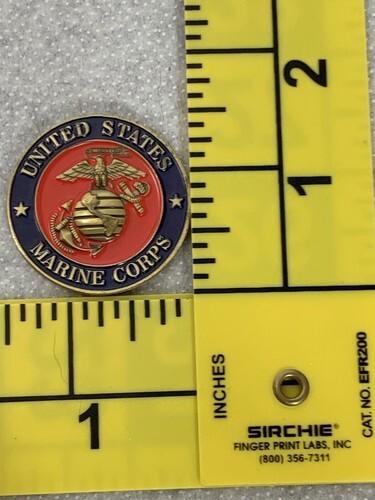 UNITED STATES
MARINE CORPS
2
1
1
INCHES
SIRCHIE®
FINGER PRINT LABS, INC
(800) 356-7311
CAT. NO. EFR200